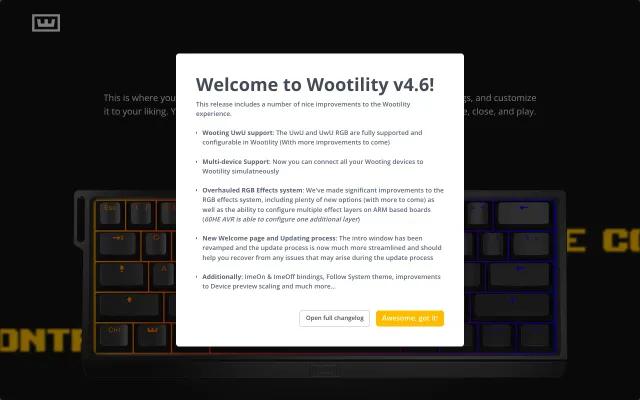 Welcome to Wootility v4.6!
This release includes a number of nice improvements to the Wootility
experience.
• Wooting UwU support: The UwU and UwU RGB are fully supported and
configurable in Wootility (With more improvements to come)
• Multi-device Support: Now you can connect all your Wooting devices to
Wootility simulatneously
• Overhauled RGB Effects system: We've made significant improvements to the
RGB effects system, including plenty of new options (with more to come) as
well as the ability to configure multiple effect layers on ARM based boards
(60HE AVR is able to configure one additional layer)
• New Welcome page and Updating process: The intro window has been
revamped and the update process is now much more streamlined and should
help you recover from any issues that may arise during the update process
• Additionally: ImeOn & ImeOff bindings, Follow System theme, improvements
to Device preview scaling and much more...
Open full changelog
Awesome, got it!
This is where you
gs, and customize
it to your liking. Y
e, close, and play.
Esc
Q
A
Ctrl
E CO
ONTR